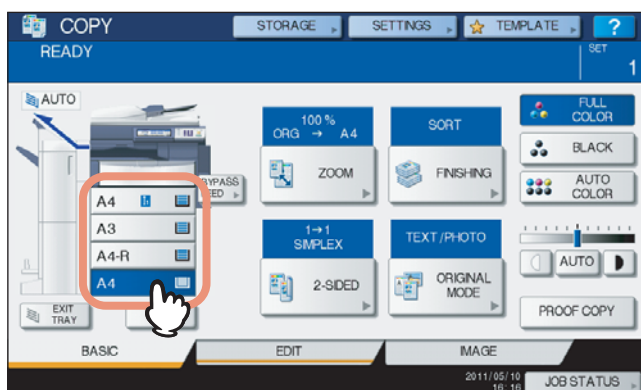 COPY
STORAGE
SETTINGS
TEMPLATE
?
READY
SET
1
AUTO
100 %
ORG → A4
ZOOM
SORT
FINISHING
FULL
COLOR
BLACK
AUTO
COLOR
BYPASS
FEED
A4
A3
A4-R
A4
1→1
SIMPLEX
2-SIDED
TEXT/PHOTO
ORIGINAL
MODE
AUTO
EXIT
TRAY
PROOF COPY
BASIC
EDIT
IMAGE
2011/05/10
16:16
JOB STATUS